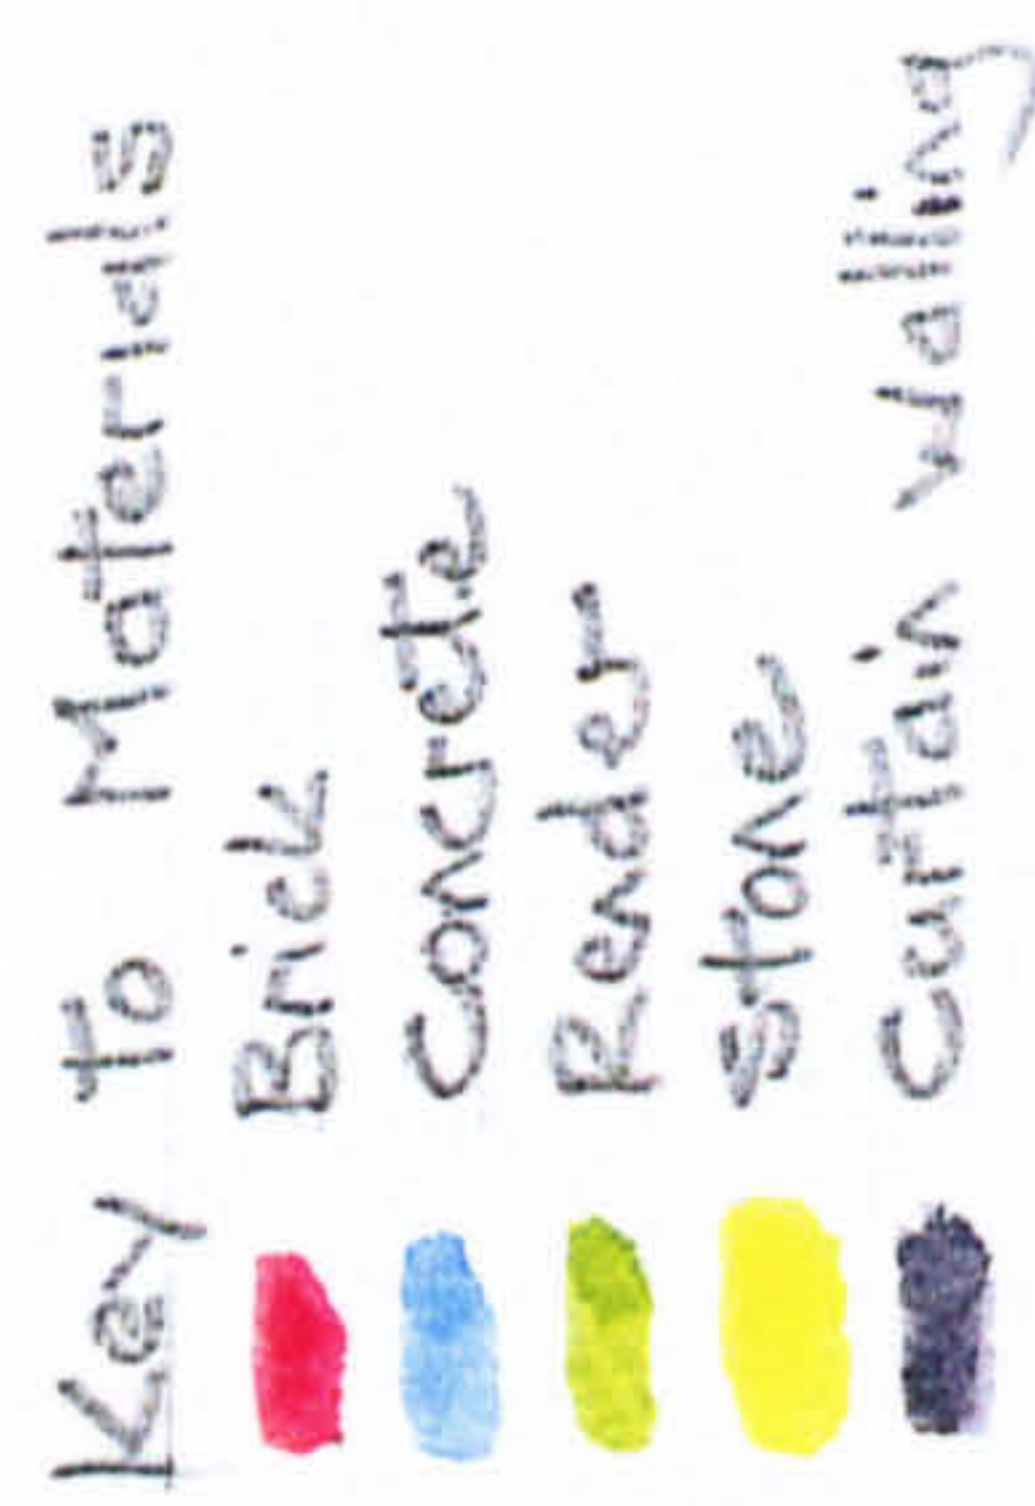 Key to Materials
Brick
Concrete
Render
Stone
Curtain walling